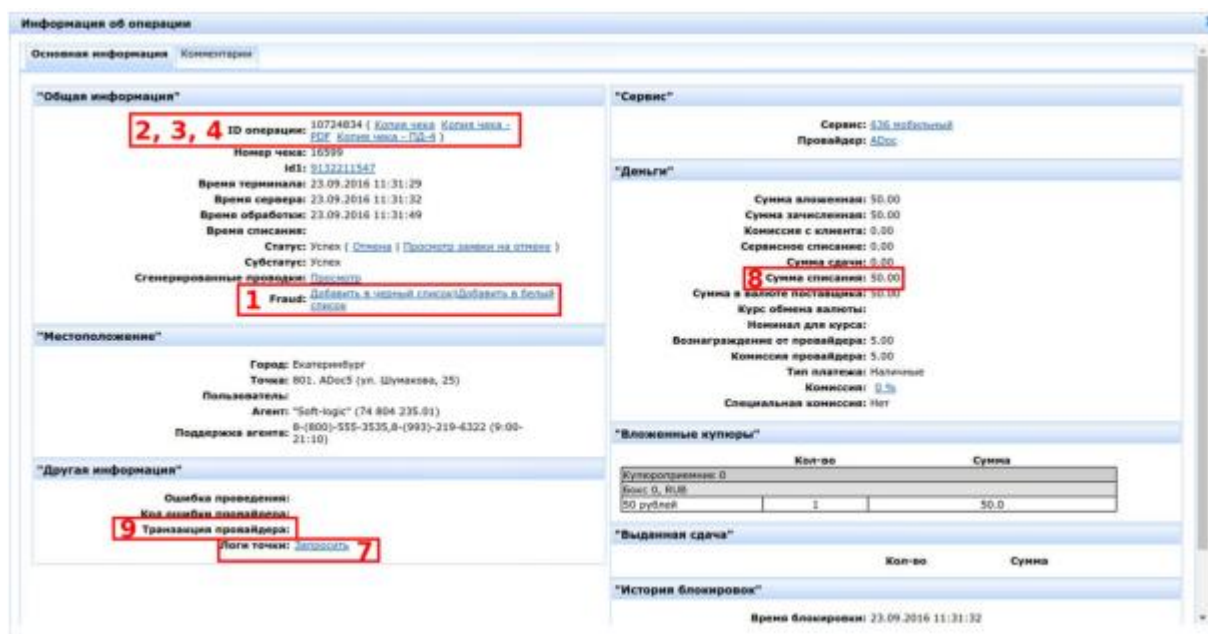 Информация об операции
Основная информация Комментарии
"Общая информация"
2, 3, 4 ID операции: 10724834 ( Копия чека Копия чека -
PDF Копия чека - ПД-4 )
Номер чека: 16599
id1: 9132211547
Время терминала: 23.09.2016 11:31:29
Время сервера: 23.09.2016 11:31:32
Время обработки: 23.09.2016 11:31:49
Время списания:
Статус: Успех ( Отмена | Просмотр заявки на отмену )
Субстатус: Успех
Сгенерированные проводки: Просмотр
1 Fraud: Добавить в черный список\Добавить в белый
список
"Местоположение"
Город: Екатеринбург
Точка: 801. ADoc5 (ул. Шумакова, 25)
Пользователь:
Агент: "Soft-logic" (74 804 235.01)
Поддержка агента: 8-(800)-555-3535,8-(993)-219-6322 (9:00-
21:10)
"Другая информация"
Ошибка проведения:
Код ошибки провайдера:
9 Транзакция провайдера:
Логи точки: Запросить 7
"Сервис"
Сервис: 636 мобильный
Провайдер: ADoc
"Деньги"
Сумма вложенная: 50.00
Сумма зачисленная: 50.00
Комиссия с клиента: 0.00
Сервисное списание: 0.00
Сумма сдачи: 0.00
8 Сумма списания: 50.00
Сумма в валюте поставщика: 50.00
Курс обмена валюты:
Номинал для курса:
Вознаграждение от провайдера: 5.00
Комиссия провайдера: 5.00
Тип платежа: Наличные
Комиссия: 0 %
Специальная комиссия: Нет
"Вложенные купюры"
Кол-во Сумма
Купюроприемник 0
Бокс 0, RUB
50 рублей 1 50.0
"Выданная сдача"
Кол-во Сумма
"История блокировок"
Время блокировки: 23.09.2016 11:31:32